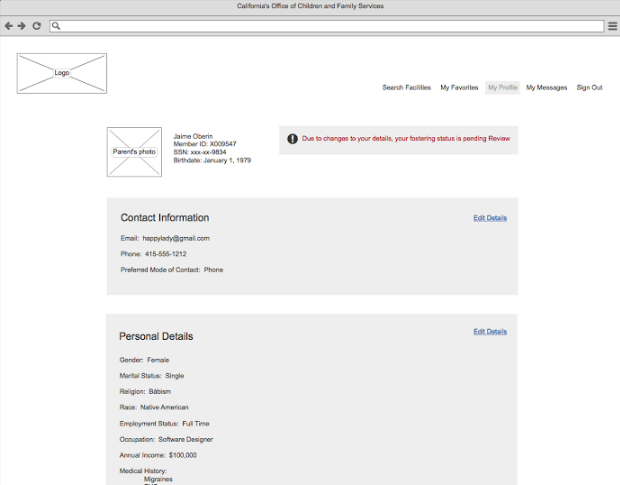 California's Office of Children and Family Services
Logo
Search Facilities My Favorites My Profile My Messages Sign Out
Parent's photo
Jaime Oberin
Member ID: X009547
SSN: xxx-xx-9834
Birthdate: January 1, 1979
Due to changes to your details, your fostering status is pending Review
Contact Information
Edit Details
Email: happylady@gmail.com
Phone: 415-555-1212
Preferred Mode of Contact: Phone
Personal Details
Edit Details
Gender: Female
Marital Status: Single
Religion: Bábism
Race: Native American
Employment Status: Full Time
Occupation: Software Designer
Annual Income: $100,000
Medical History:
Migraines